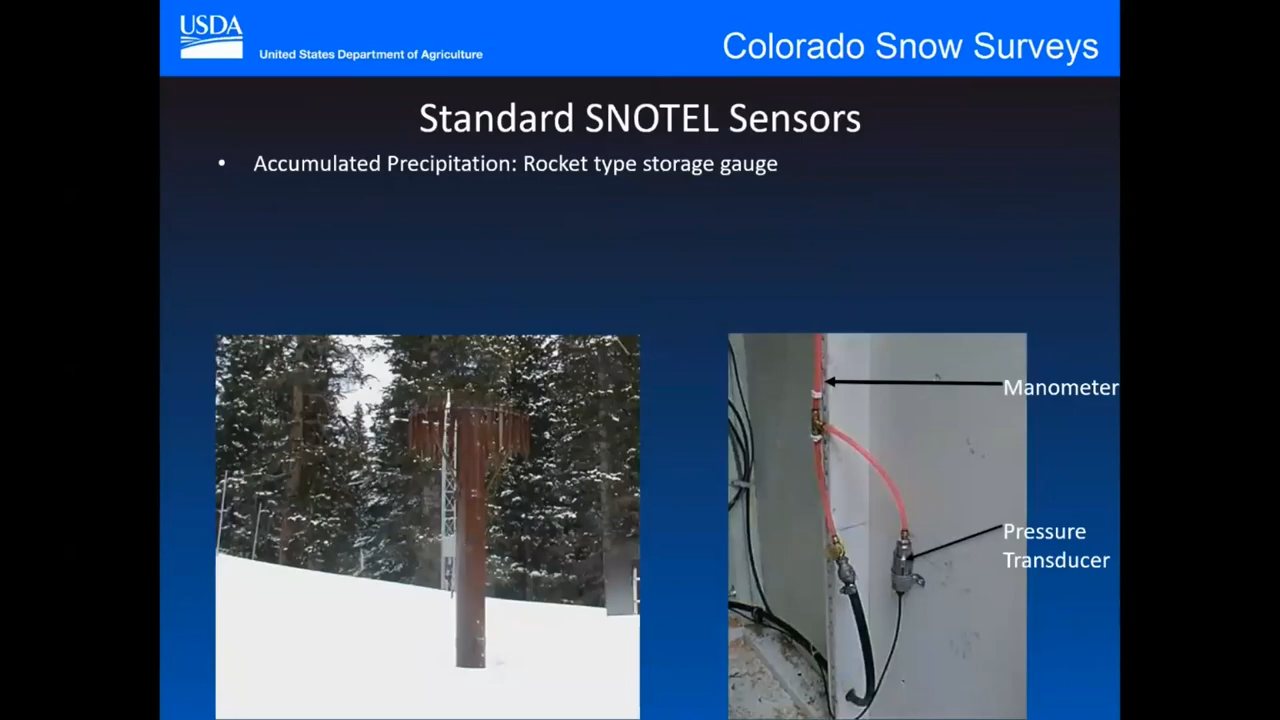 USDA
United States Department of Agriculture
Colorado Snow Surveys
Standard SNOTEL Sensors
• Accumulated Precipitation: Rocket type storage gauge
Manometer
Pressure
Transducer